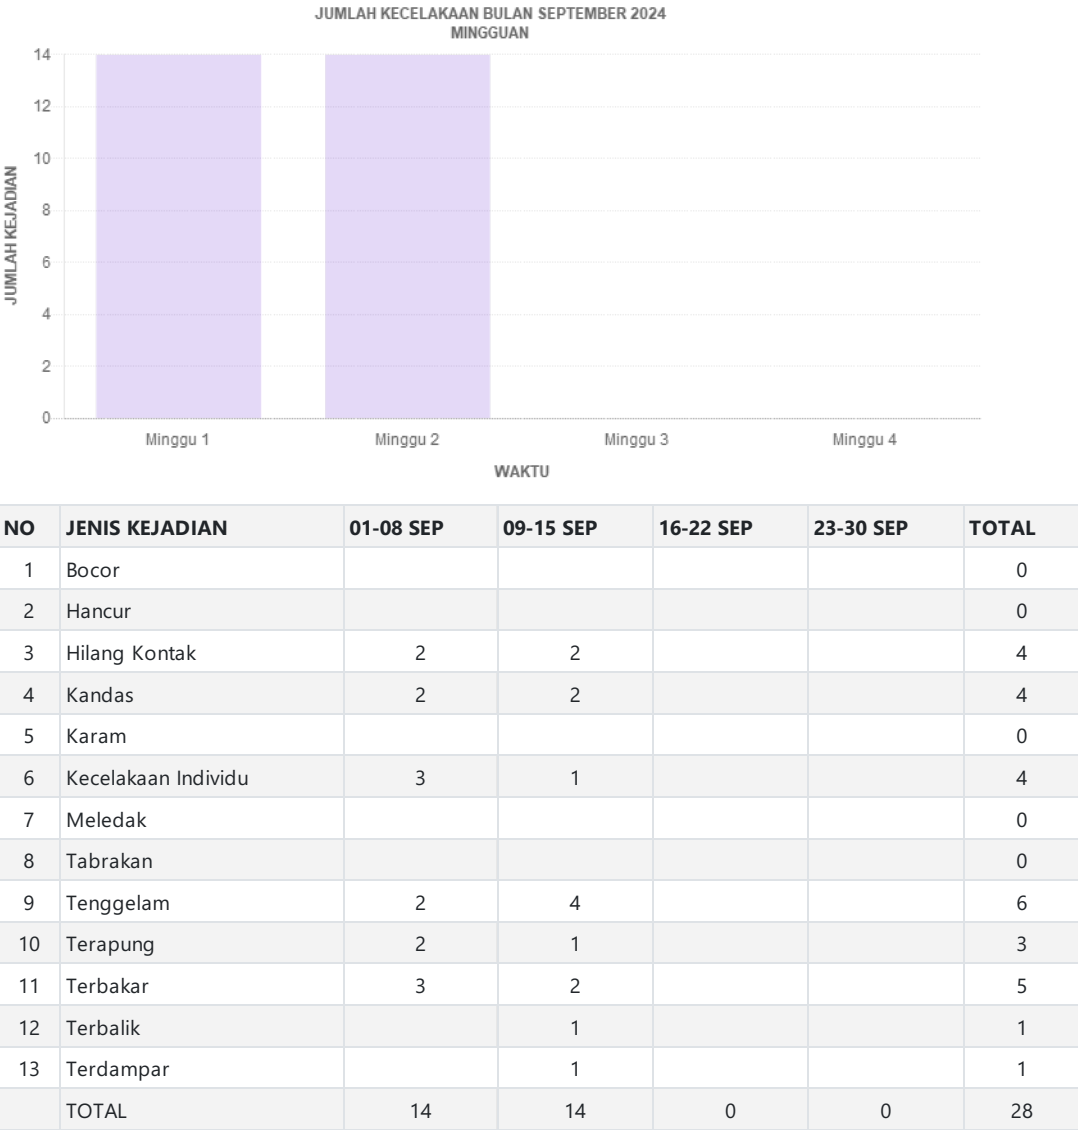 JUMLAH KECELAKAAN BULAN SEPTEMBER 2024
MINGGUAN
JUMLAH KEJADIAN
14
12
10
8
6
4
2
0
Minggu 1 Minggu 2 Minggu 3 Minggu 4
WAKTU
NO JENIS KEJADIAN 01-08 SEP 09-15 SEP 16-22 SEP 23-30 SEP TOTAL
1 Bocor 0
2 Hancur 0
3 Hilang Kontak 2 2 4
4 Kandas 2 2 4
5 Karam 0
6 Kecelakaan Individu 3 1 4
7 Meledak 0
8 Tabrakan 0
9 Tenggelam 2 4 6
10 Terapung 2 1 3
11 Terbakar 3 2 5
12 Terbalik 1 1
13 Terdampar 1 1
TOTAL 14 14 0 0 28